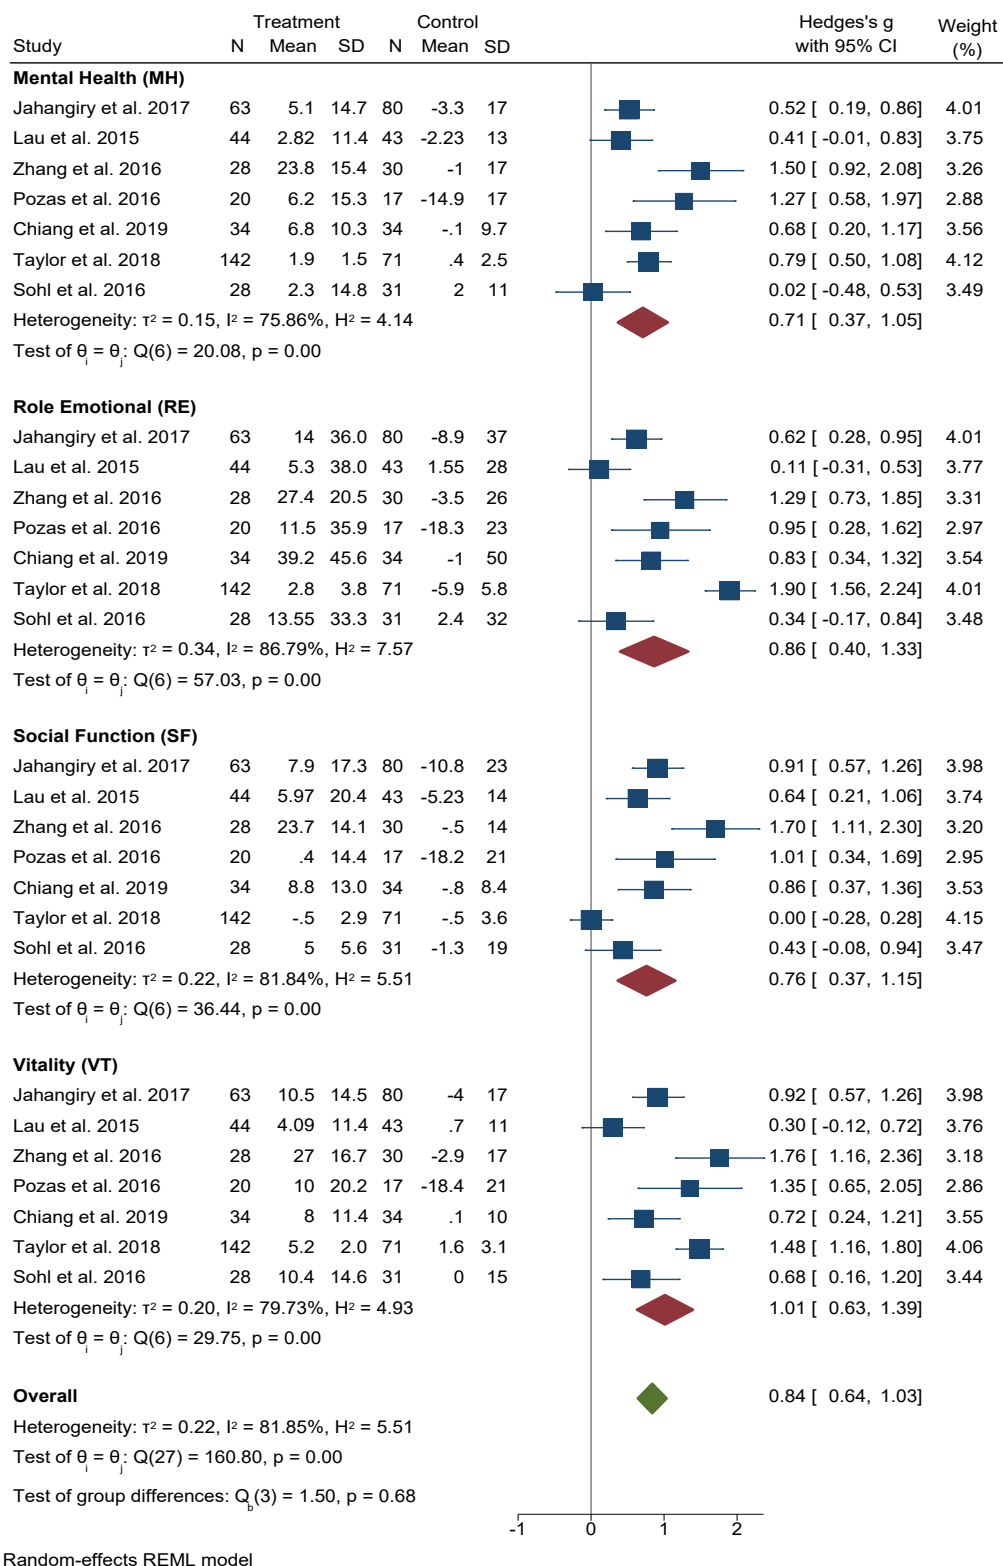 Treatment Control Hedges's g Weight
Study N Mean SD N Mean SD with 95% CI (%)
Mental Health (MH)
Jahangiry et al. 2017 63 5.1 14.7 80 -3.3 17 0.52 [ 0.19, 0.86] 4.01
Lau et al. 2015 44 2.82 11.4 43 -2.23 13 0.41 [ -0.01, 0.83] 3.75
Zhang et al. 2016 28 23.8 15.4 30 -1 17 1.50 [ 0.92, 2.08] 3.26
Pozas et al. 2016 20 6.2 15.3 17 -14.9 17 1.27 [ 0.58, 1.97] 2.88
Chiang et al. 2019 34 6.8 10.3 34 -.1 9.7 0.68 [ 0.20, 1.17] 3.56
Taylor et al. 2018 142 1.9 1.5 71 .4 2.5 0.79 [ 0.50, 1.08] 4.12
Sohl et al. 2016 28 2.3 14.8 31 2 11 0.02 [ -0.48, 0.53] 3.49
Heterogeneity: τ² = 0.15, I² = 75.86%, H² = 4.14 0.71 [ 0.37, 1.05]
Test of θᵢ = θⱼ: Q(6) = 20.08, p = 0.00
Role Emotional (RE)
Jahangiry et al. 2017 63 14 36.0 80 -8.9 37 0.62 [ 0.28, 0.95] 4.01
Lau et al. 2015 44 5.3 38.0 43 1.55 28 0.11 [ -0.31, 0.53] 3.77
Zhang et al. 2016 28 27.4 20.5 30 -3.5 26 1.29 [ 0.73, 1.85] 3.31
Pozas et al. 2016 20 11.5 35.9 17 -18.3 23 0.95 [ 0.28, 1.62] 2.97
Chiang et al. 2019 34 39.2 45.6 34 -1 50 0.83 [ 0.34, 1.32] 3.54
Taylor et al. 2018 142 2.8 3.8 71 -5.9 5.8 1.90 [ 1.56, 2.24] 4.01
Sohl et al. 2016 28 13.55 33.3 31 2.4 32 0.34 [ -0.17, 0.84] 3.48
Heterogeneity: τ² = 0.34, I² = 86.79%, H² = 7.57 0.86 [ 0.40, 1.33]
Test of θᵢ = θⱼ: Q(6) = 57.03, p = 0.00
Social Function (SF)
Jahangiry et al. 2017 63 7.9 17.3 80 -10.8 23 0.91 [ 0.57, 1.26] 3.98
Lau et al. 2015 44 5.97 20.4 43 -5.23 14 0.64 [ 0.21, 1.06] 3.74
Zhang et al. 2016 28 23.7 14.1 30 -.5 14 1.70 [ 1.11, 2.30] 3.20
Pozas et al. 2016 20 .4 14.4 17 -18.2 21 1.01 [ 0.34, 1.69] 2.95
Chiang et al. 2019 34 8.8 13.0 34 -.8 8.4 0.86 [ 0.37, 1.36] 3.53
Taylor et al. 2018 142 -.5 2.9 71 -.5 3.6 0.00 [ -0.28, 0.28] 4.15
Sohl et al. 2016 28 5 5.6 31 -1.3 19 0.43 [ -0.08, 0.94] 3.47
Heterogeneity: τ² = 0.22, I² = 81.84%, H² = 5.51 0.76 [ 0.37, 1.15]
Test of θᵢ = θⱼ: Q(6) = 36.44, p = 0.00
Vitality (VT)
Jahangiry et al. 2017 63 10.5 14.5 80 -4 17 0.92 [ 0.57, 1.26] 3.98
Lau et al. 2015 44 4.09 11.4 43 .7 11 0.30 [ -0.12, 0.72] 3.76
Zhang et al. 2016 28 27 16.7 30 -2.9 17 1.76 [ 1.16, 2.36] 3.18
Pozas et al. 2016 20 10 20.2 17 -18.4 21 1.35 [ 0.65, 2.05] 2.86
Chiang et al. 2019 34 8 11.4 34 .1 10 0.72 [ 0.24, 1.21] 3.55
Taylor et al. 2018 142 5.2 2.0 71 1.6 3.1 1.48 [ 1.16, 1.80] 4.06
Sohl et al. 2016 28 10.4 14.6 31 0 15 0.68 [ 0.16, 1.20] 3.44
Heterogeneity: τ² = 0.20, I² = 79.73%, H² = 4.93 1.01 [ 0.63, 1.39]
Test of θᵢ = θⱼ: Q(6) = 29.75, p = 0.00
Overall 0.84 [ 0.64, 1.03]
Heterogeneity: τ² = 0.22, I² = 81.85%, H² = 5.51
Test of θᵢ = θⱼ: Q(27) = 160.80, p = 0.00
Test of group differences: Q_b(3) = 1.50, p = 0.68
-1 0 1 2
Random-effects REML model